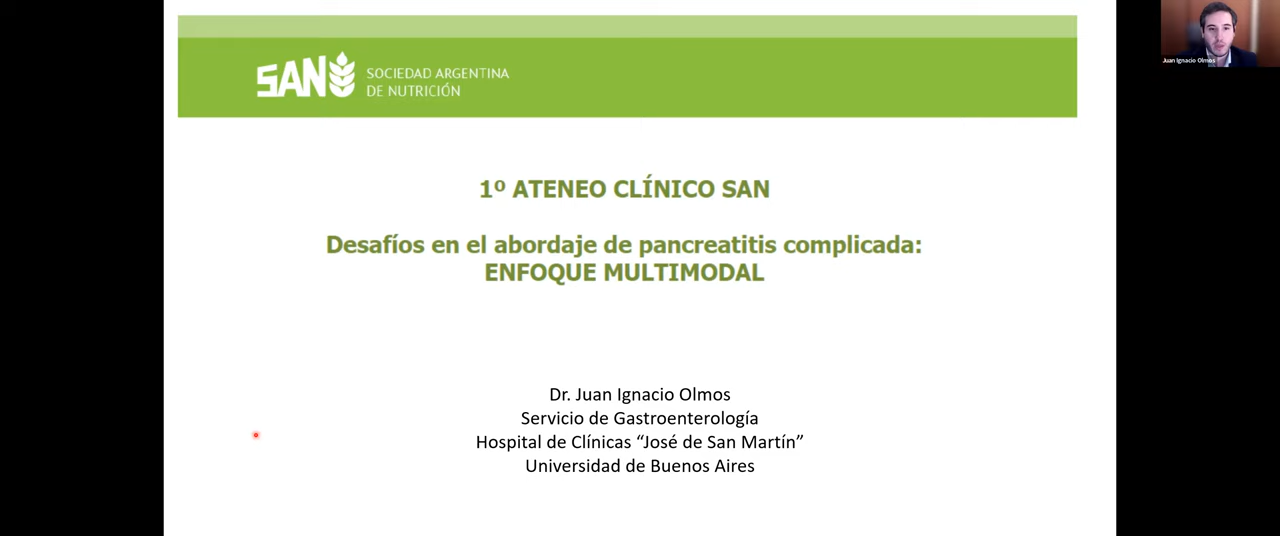 SAN
SOCIEDAD ARGENTINA
DE NUTRICIÓN
Juan Ignacio Olmos
1º ATENEO CLÍNICO SAN
Desafíos en el abordaje de pancreatitis complicada:
ENFOQUE MULTIMODAL
Dr. Juan Ignacio Olmos
Servicio de Gastroenterología
Hospital de Clínicas “José de San Martín”
Universidad de Buenos Aires